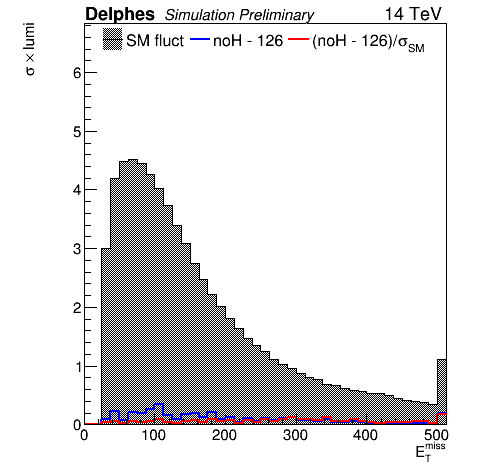 Delphes Simulation Preliminary 14 TeV
σ × lumi
SM fluct noH - 126 (noH - 126)/σ_SM
6
5
4
3
2
1
0
0 100 200 300 400 500
E_T^miss